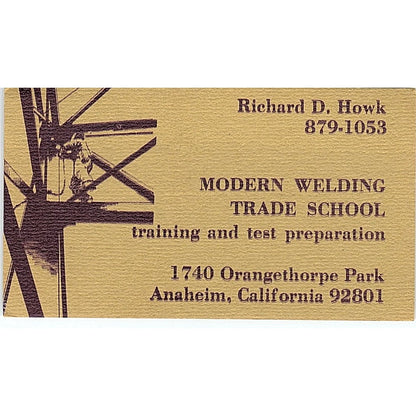 Richard D. Howk
879-1053
MODERN WELDING
TRADE SCHOOL
training and test preparation
1740 Orangethorpe Park
Anaheim, California 92801